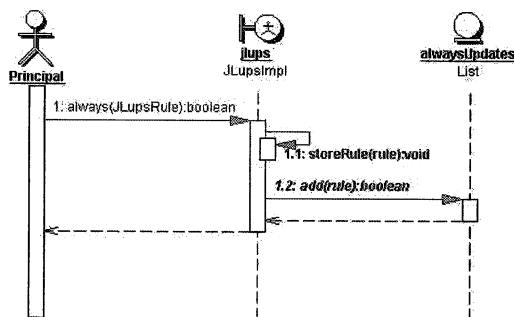 Principal
jlups
JLupsImpl
alwaysUpdates
List
1: always(JLupsRule):boolean
1.1: storeRule(rule):void
1.2: add(rule):boolean